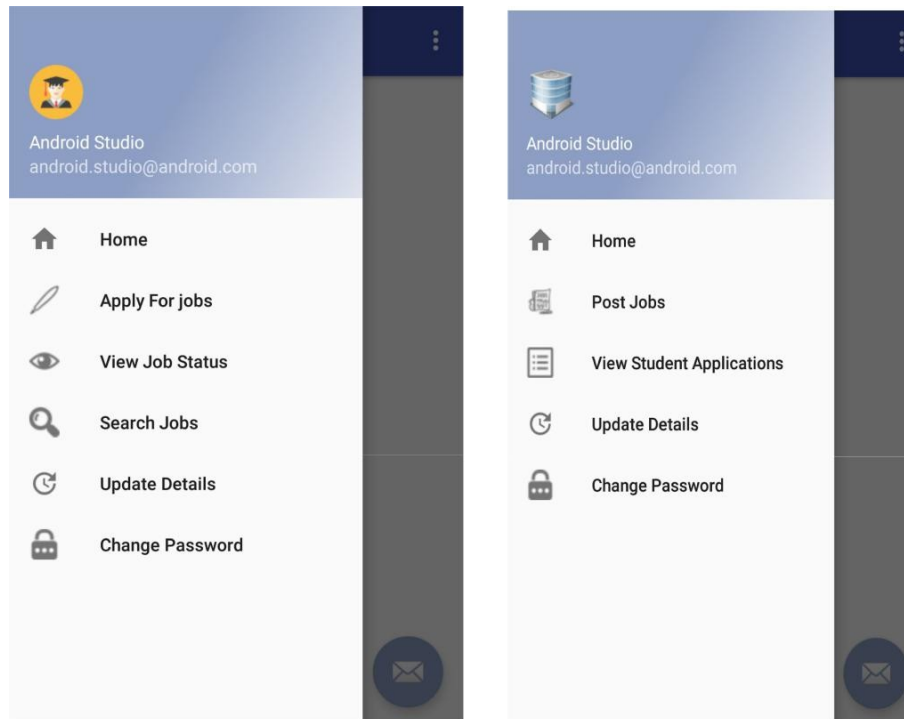 Android Studio
android.studio@android.com
Home
Apply For jobs
View Job Status
Search Jobs
Update Details
Change Password
Android Studio
android.studio@android.com
Home
Post Jobs
View Student Applications
Update Details
Change Password